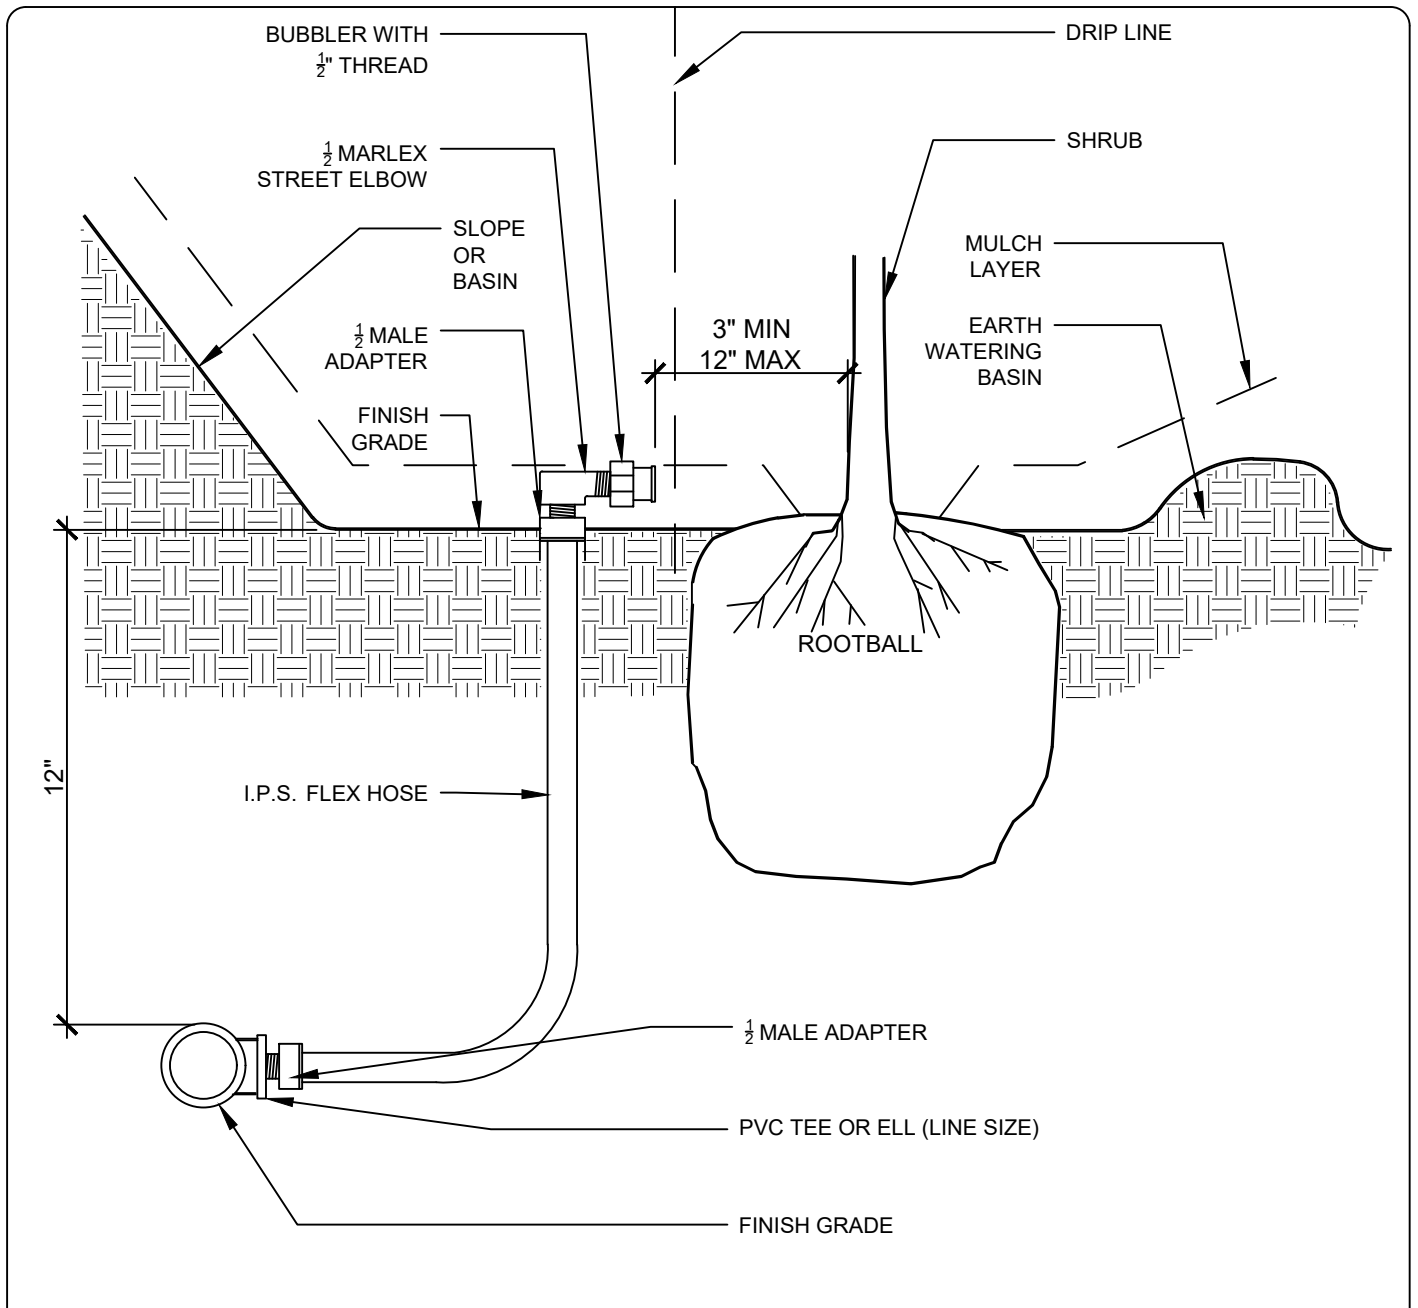 BUBBLER WITH
1/2" THREAD
DRIP LINE
1/2 MARLEX
STREET ELBOW
SHRUB
SLOPE
OR
BASIN
MULCH
LAYER
1/2 MALE
ADAPTER
3" MIN
12" MAX
EARTH
WATERING
BASIN
FINISH
GRADE
ROOTBALL
12"
I.P.S. FLEX HOSE
1/2 MALE ADAPTER
PVC TEE OR ELL (LINE SIZE)
FINISH GRADE